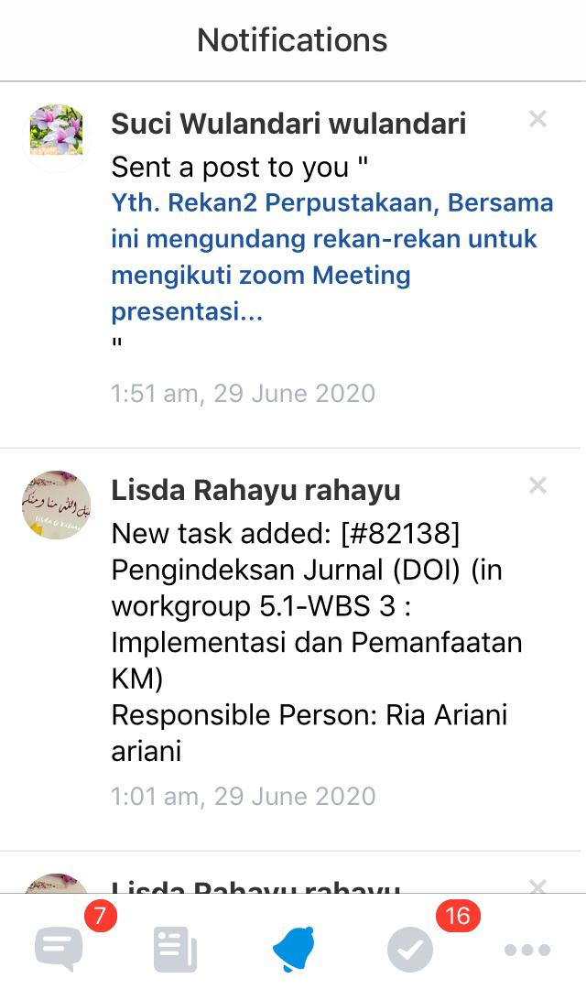 Notifications
Suci Wulandari wulandari
Sent a post to you "
Yth. Rekan2 Perpustakaan, Bersama
ini mengundang rekan-rekan untuk
mengikuti zoom Meeting
presentasi...
"
1:51 am, 29 June 2020
Lisda Rahayu rahayu
New task added: [#82138]
Pengindeksan Jurnal (DOI) (in
workgroup 5.1-WBS 3 :
Implementasi dan Pemanfaatan
KM)
Responsible Person: Ria Ariani
ariani
1:01 am, 29 June 2020
Lisda Rahayu rahayu
7
16